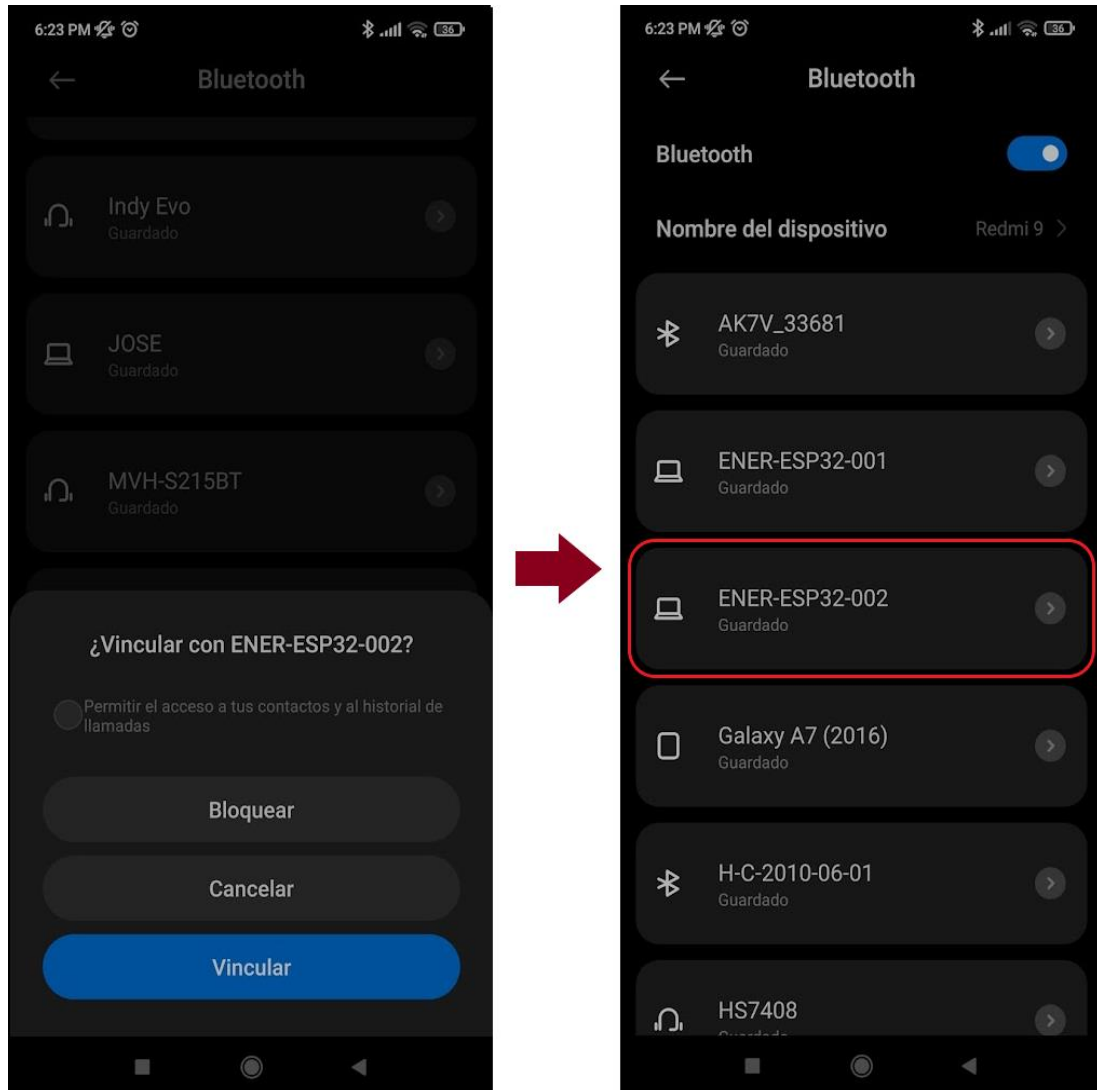 6:23 PM
36
Bluetooth
Indy Evo
Guardado
JOSE
Guardado
MVH-S215BT
Guardado
¿Vincular con ENER-ESP32-002?
Permitir el acceso a tus contactos y al historial de
llamadas
Bloquear
Cancelar
Vincular
6:23 PM
36
Bluetooth
Bluetooth
Nombre del dispositivo Redmi 9
AK7V_33681
Guardado
ENER-ESP32-001
Guardado
ENER-ESP32-002
Guardado
Galaxy A7 (2016)
Guardado
H-C-2010-06-01
Guardado
HS7408